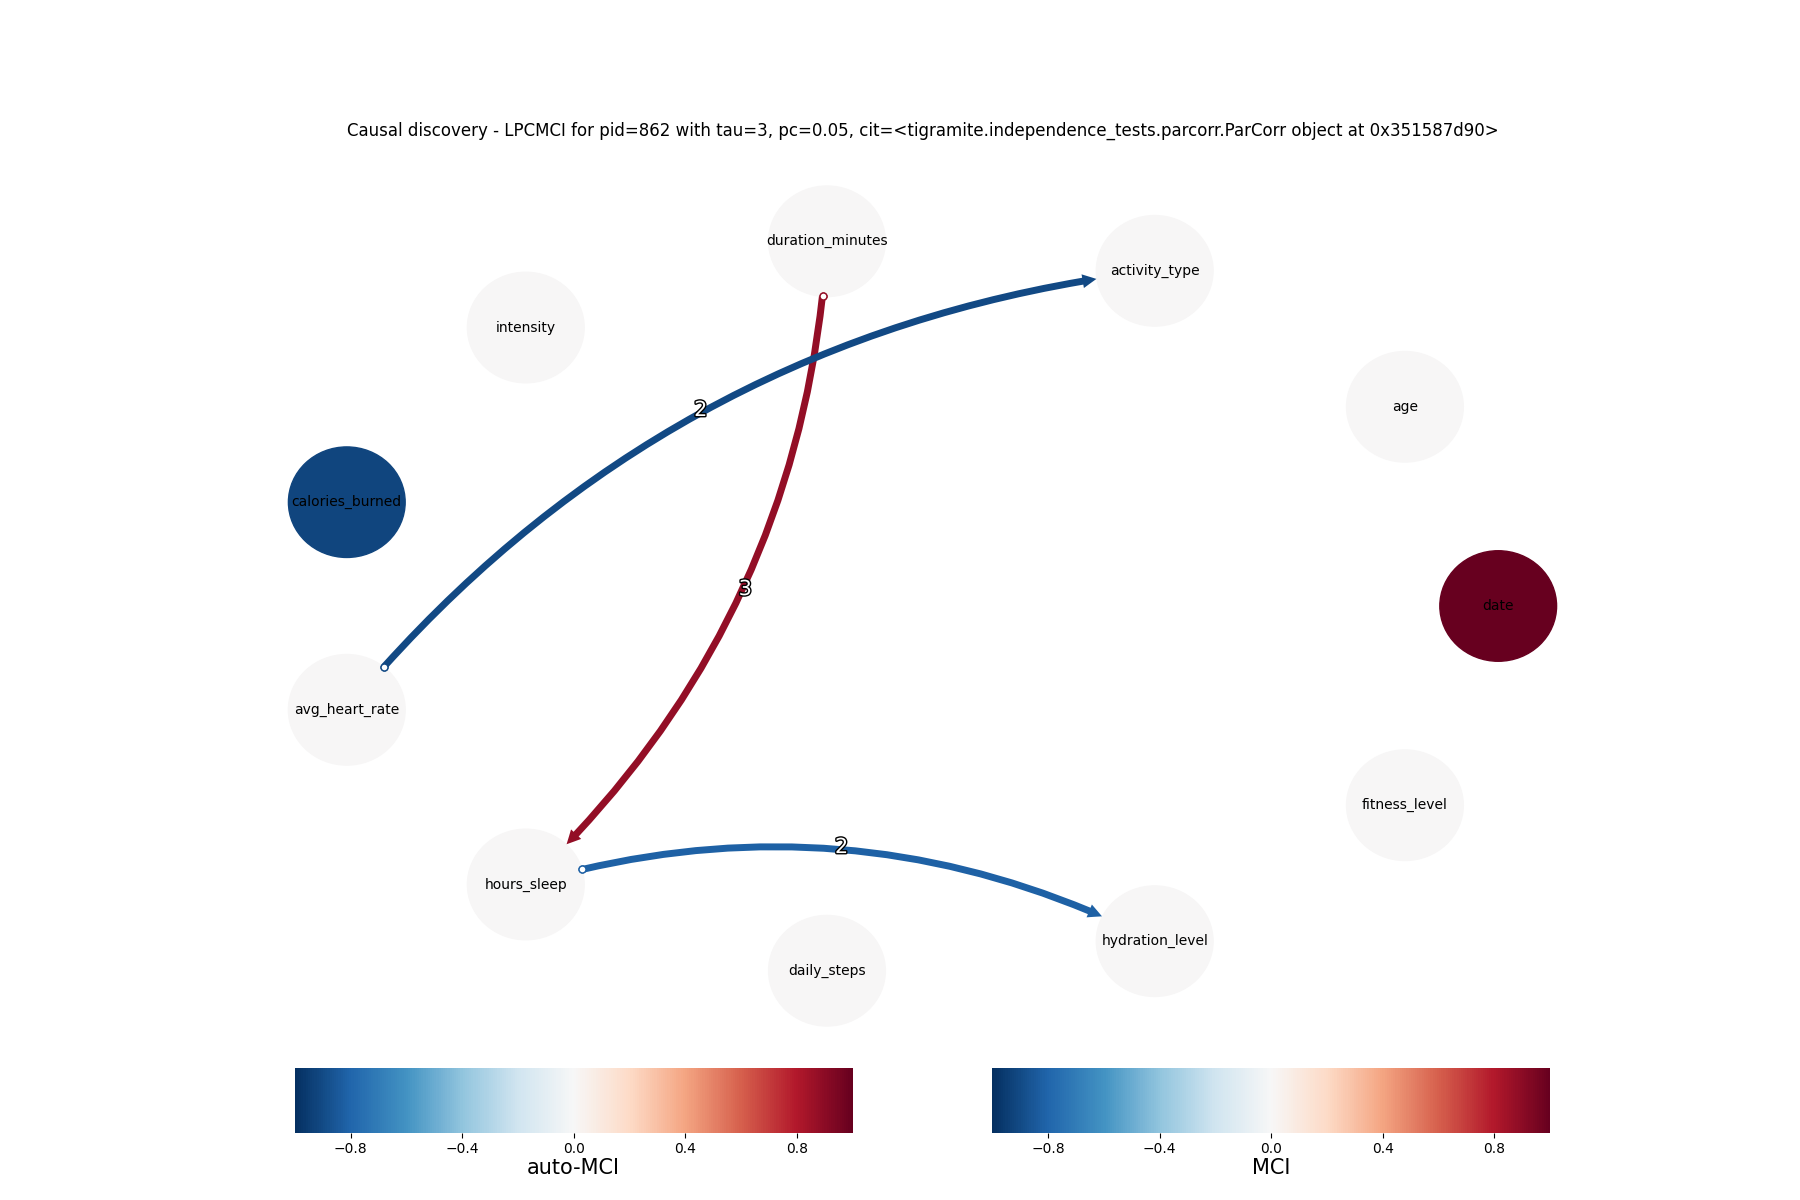 Causal discovery - LPCMCI for pid=862 with tau=3, pc=0.05, cit=<tigramite.independence_tests.parcorr.ParCorr object at 0x351587d90>
duration_minutes
activity_type
intensity
age
2
calories_burned
3
date
avg_heart_rate
fitness_level
2
hours_sleep
hydration_level
daily_steps
−0.8 −0.4 0.0 0.4 0.8
auto-MCI
−0.8 −0.4 0.0 0.4 0.8
MCI